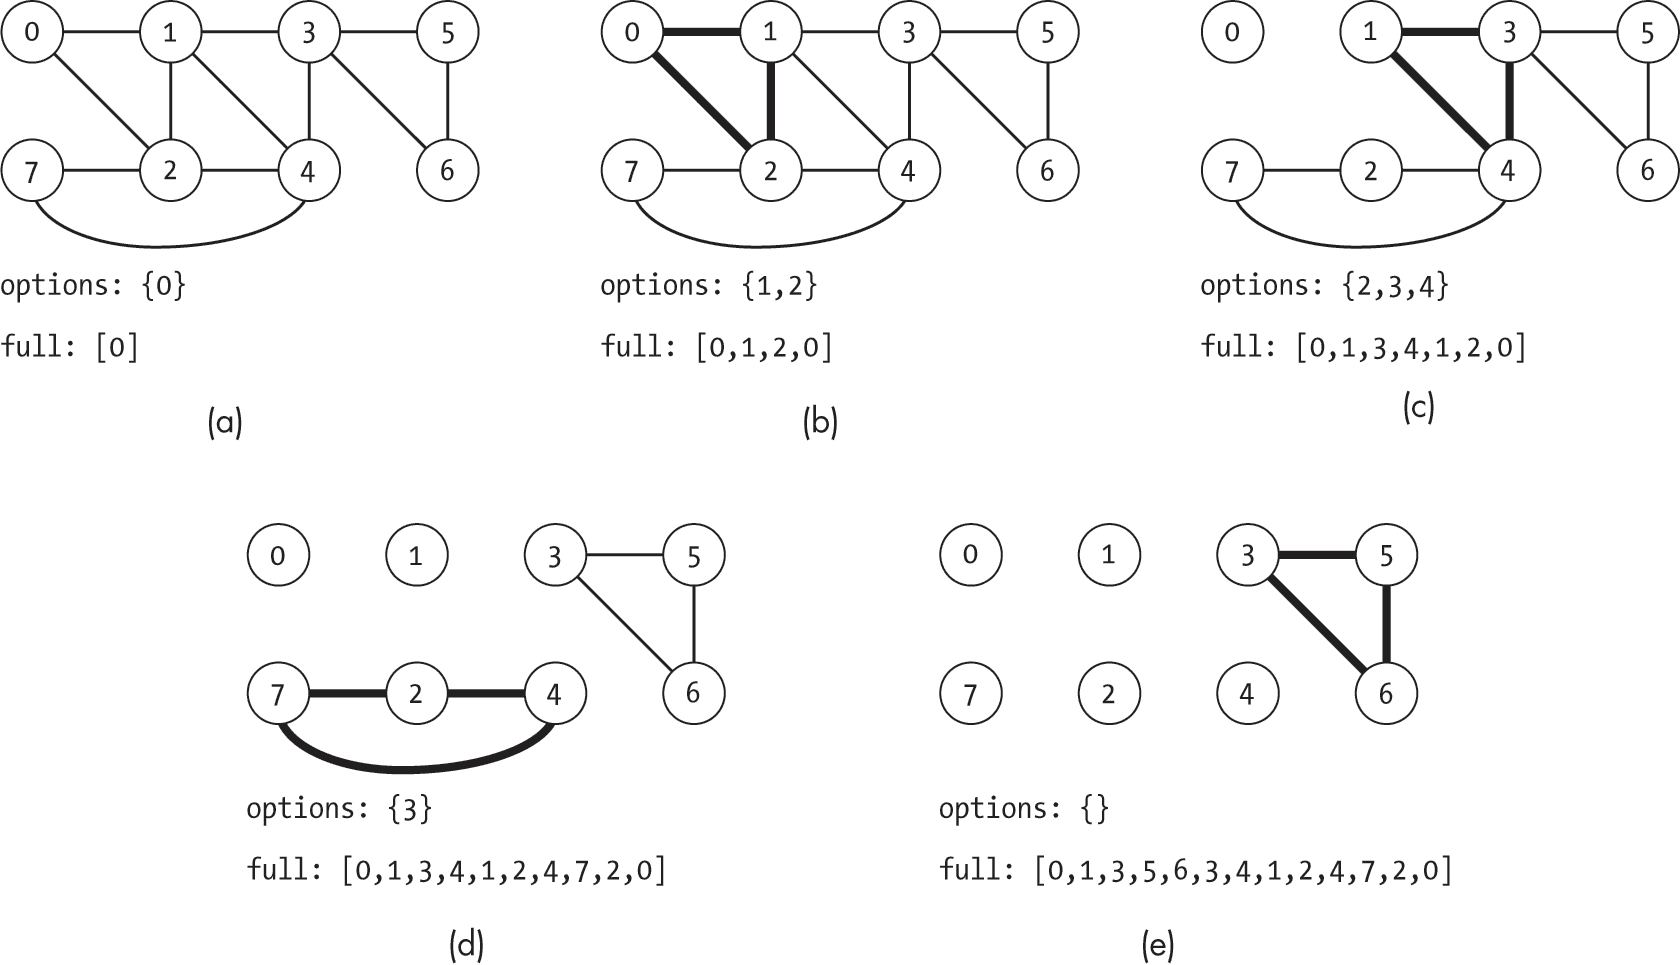 0 1 3 5
7 2 4 6
options: {0}
full: [0]
(a)
0 1 3 5
7 2 4 6
options: {1,2}
full: [0,1,2,0]
(b)
0 1 3 5
7 2 4 6
options: {2,3,4}
full: [0,1,3,4,1,2,0]
(c)
0 1 3 5
7 2 4 6
options: {3}
full: [0,1,3,4,1,2,4,7,2,0]
(d)
0 1 3 5
7 2 4 6
options: {}
full: [0,1,3,5,6,3,4,1,2,4,7,2,0]
(e)